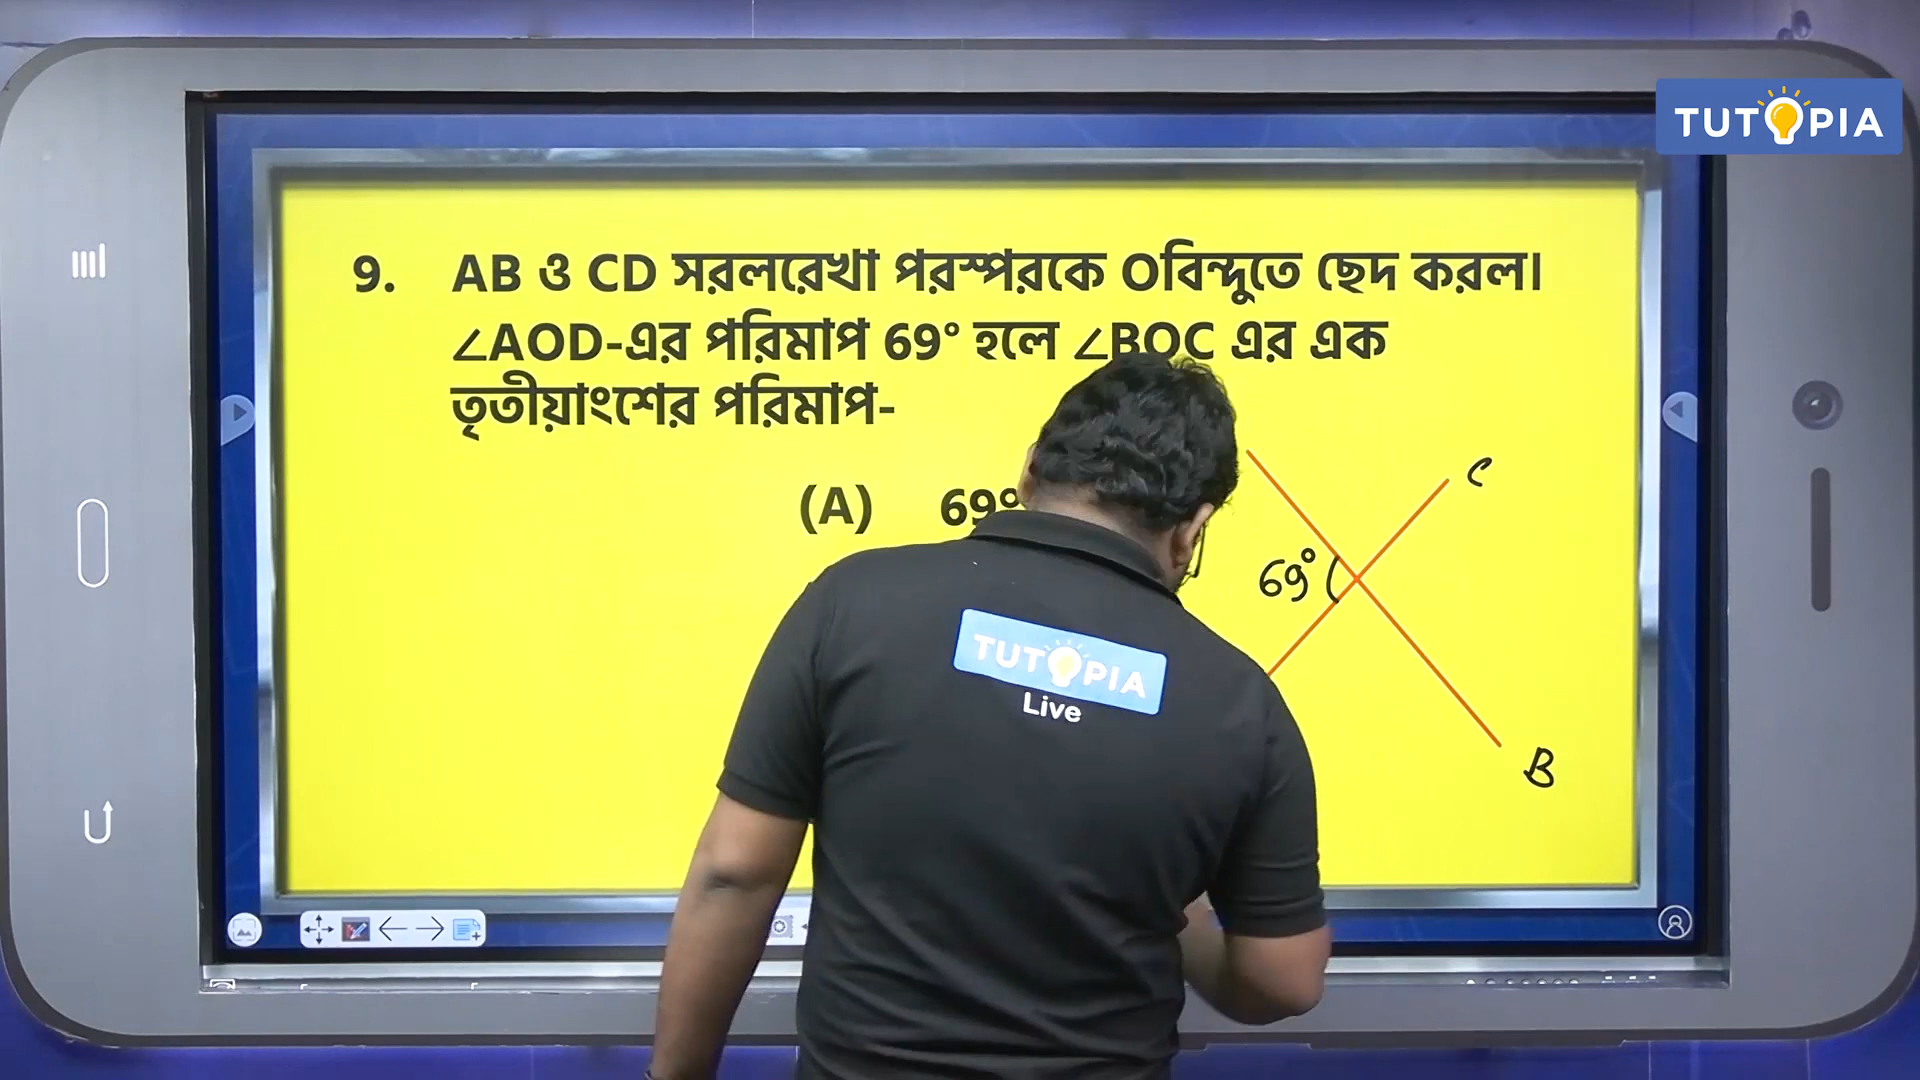 TUTOPIA
9. AB ও CD সরলরেখা পরস্পরকে Oবিন্দুতে ছেদ করল।
∠AOD-এর পরিমাপ 69° হলে ∠BOC এর এক
তৃতীয়াংশের পরিমাপ-
(A) 69°
C
69°
B
TUTOPIA
Live